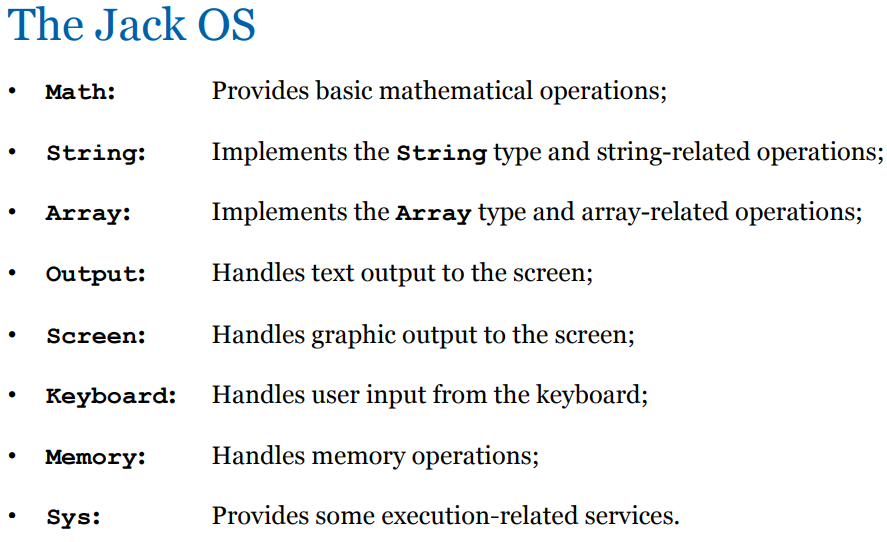 The Jack OS
• Math: Provides basic mathematical operations;
• String: Implements the String type and string-related operations;
• Array: Implements the Array type and array-related operations;
• Output: Handles text output to the screen;
• Screen: Handles graphic output to the screen;
• Keyboard: Handles user input from the keyboard;
• Memory: Handles memory operations;
• Sys: Provides some execution-related services.